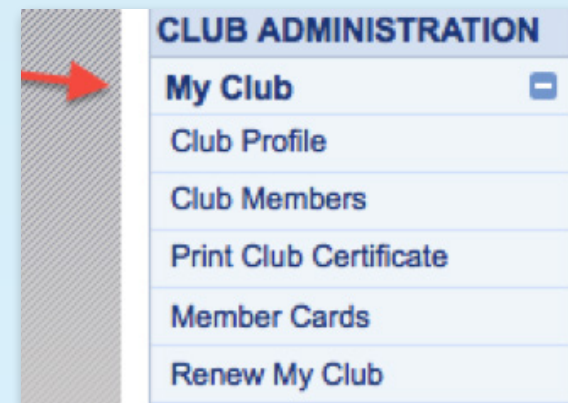 CLUB ADMINISTRATION
My Club
Club Profile
Club Members
Print Club Certificate
Member Cards
Renew My Club